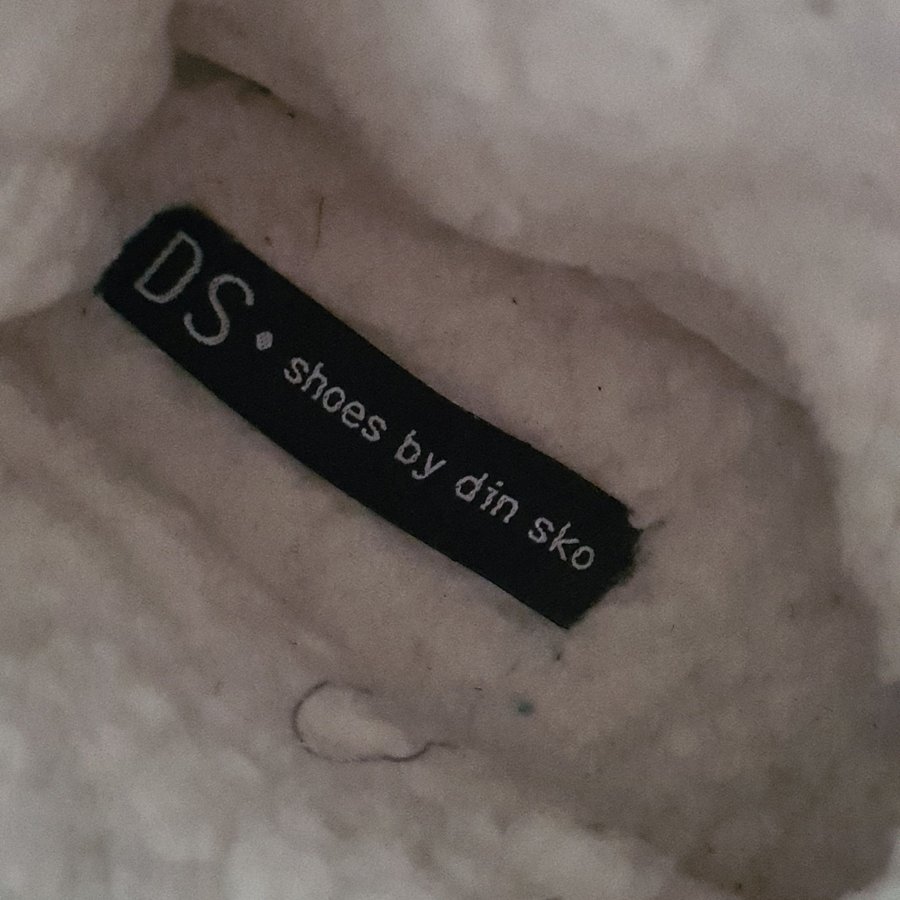 DS • shoes by din sko